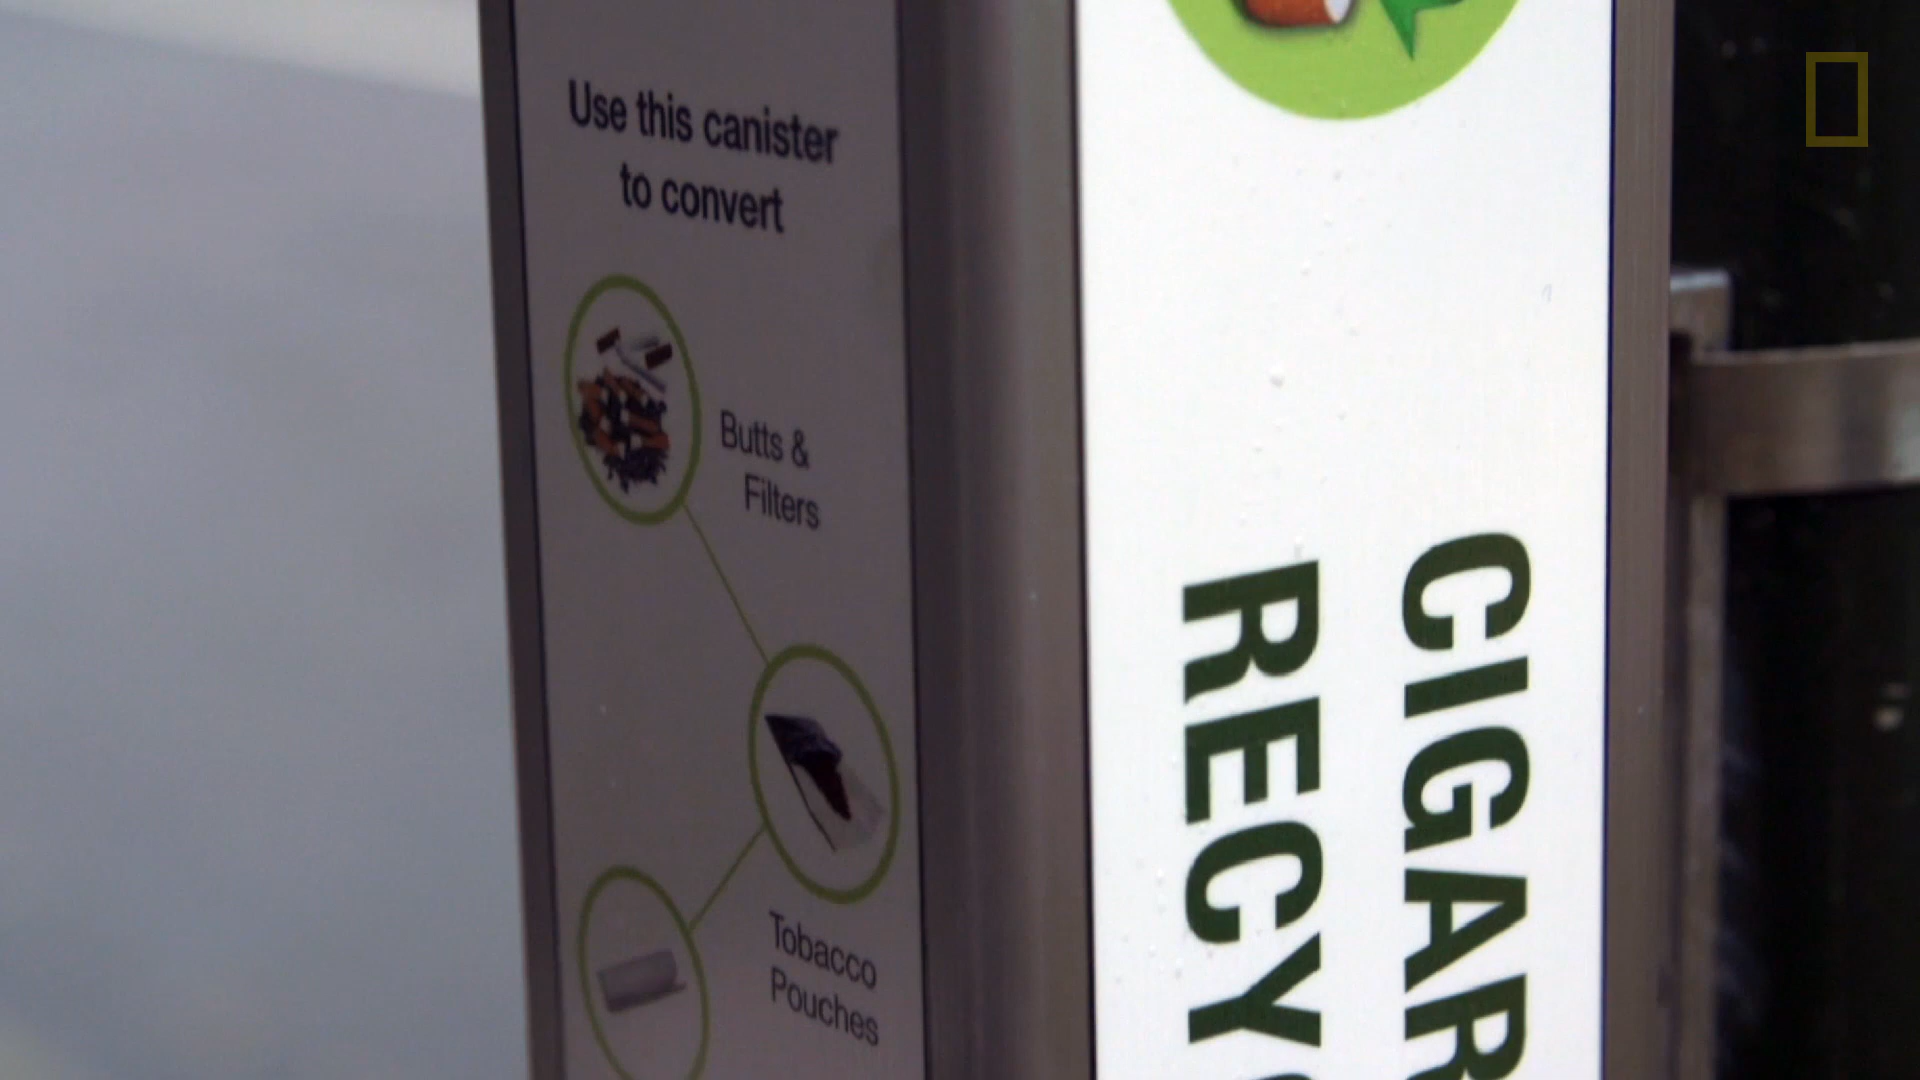 Use this canister
to convert
Butts &
Filters
Tobacco
Pouches
CIGAR
RECY